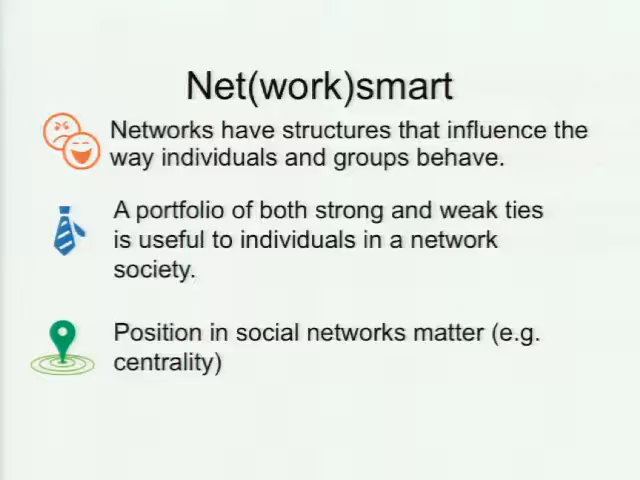 Net(work)smart
Networks have structures that influence the
way individuals and groups behave.
A portfolio of both strong and weak ties
is useful to individuals in a network
society.
Position in social networks matter (e.g.
centrality)